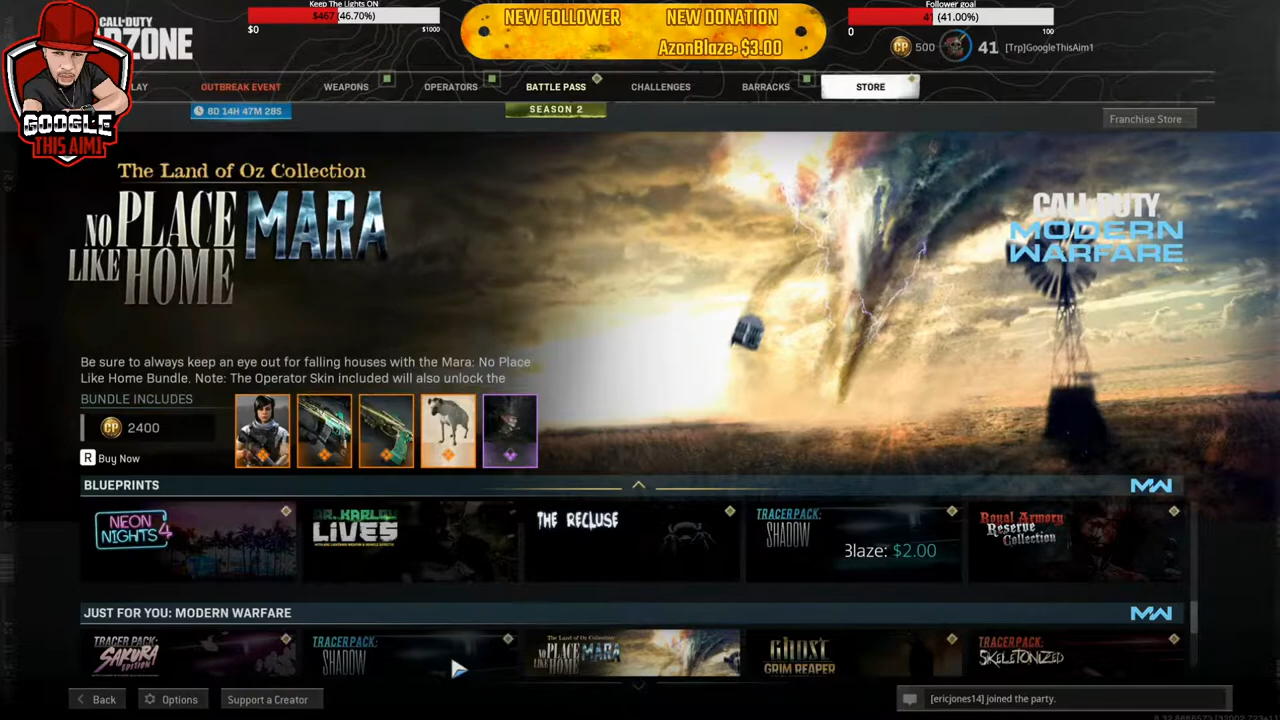 Keep The Lights ON
$467 (46.70%)
$0
$1000
NEW FOLLOWER
NEW DONATION
AzonBlaze: $3.00
Follower goal
41 (41.00%)
0
100
CP 500
41
[Trp]GoogleThisAim1
CALL OF DUTY
GOOGLE
THIS AIM1
OUTBREAK EVENT
WEAPONS
OPERATORS
BATTLE PASS
CHALLENGES
BARRACKS
STORE
8D 14H 47M 28S
SEASON 2
Franchise Store
The Land of Oz Collection
NO PLACE LIKE HOME
MARA
CALL OF DUTY
MODERN
WARFARE
Be sure to always keep an eye out for falling houses with the Mara: No Place
Like Home Bundle. Note: The Operator Skin included will also unlock the
BUNDLE INCLUDES
CP 2400
R Buy Now
BLUEPRINTS
MW
NEON
NIGHTS 4
DR. KARLOV
LIVES
THE RECLUSE
TRACER PACK:
SHADOW
Blaze: $2.00
Royal Armory
Reserve
Collection
JUST FOR YOU: MODERN WARFARE
MW
TRACER PACK:
SAKURA
EDITION
TRACER PACK:
SHADOW
The Land of Oz Collection
NO PLACE LIKE HOME MARA
GHOST
GRIM REAPER
TRACER PACK:
SKELETONIZED
Back
Options
Support a Creator
[ericjones14] joined the party.